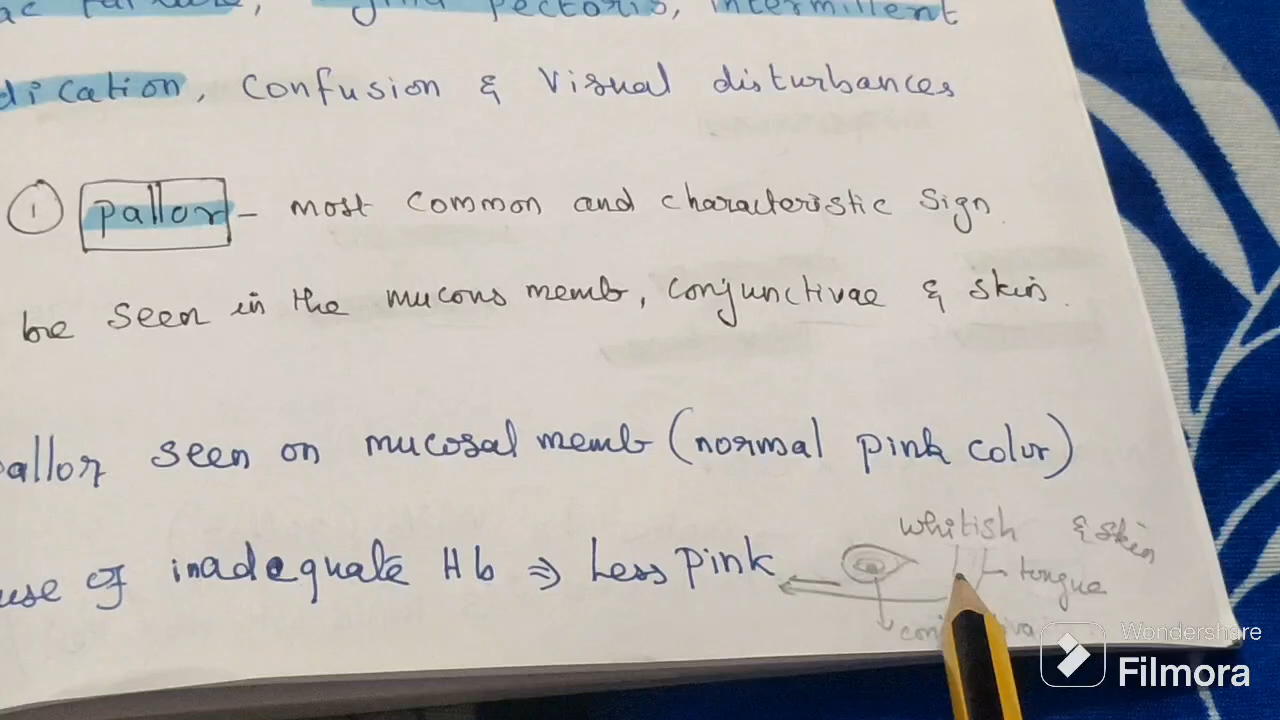 pectoris, intermittent
dication, confusion & visual disturbances
① pallor - most common and characteristic sign
be seen in the mucous memb, conjunctivae & skin.
allor seen on mucosal memb (normal pink color)
use of inadequate Hb ⇒ Less pink
whitish & skin
tongue
Wondershare
Filmora